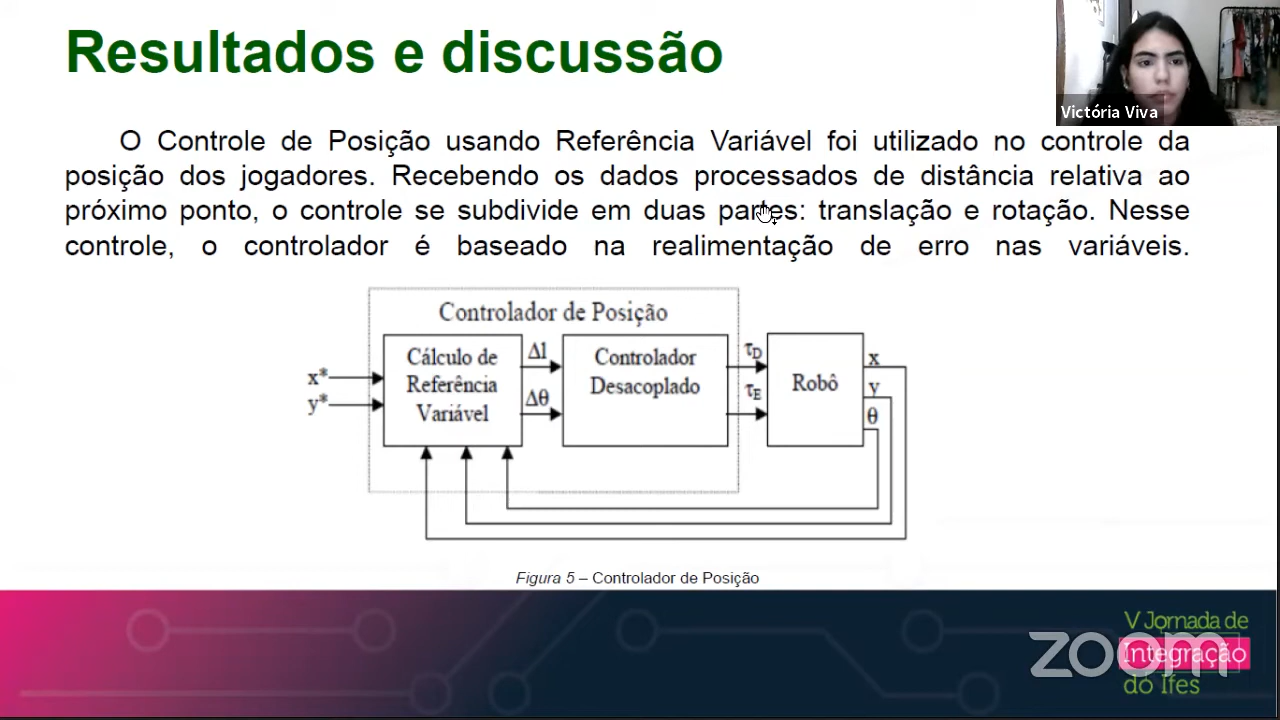 Resultados e discussão
Victória Viva
O Controle de Posição usando Referência Variável foi utilizado no controle da
posição dos jogadores. Recebendo os dados processados de distância relativa ao
próximo ponto, o controle se subdivide em duas partes: translação e rotação. Nesse
controle, o controlador é baseado na realimentação de erro nas variáveis.
Controlador de Posição
x*
y*
Cálculo de
Referência
Variável
Δl
Δθ
Controlador
Desacoplado
τD
τE
Robô
x
y
θ
Figura 5 – Controlador de Posição
V Jornada de
Integração
do Ifes
zoom